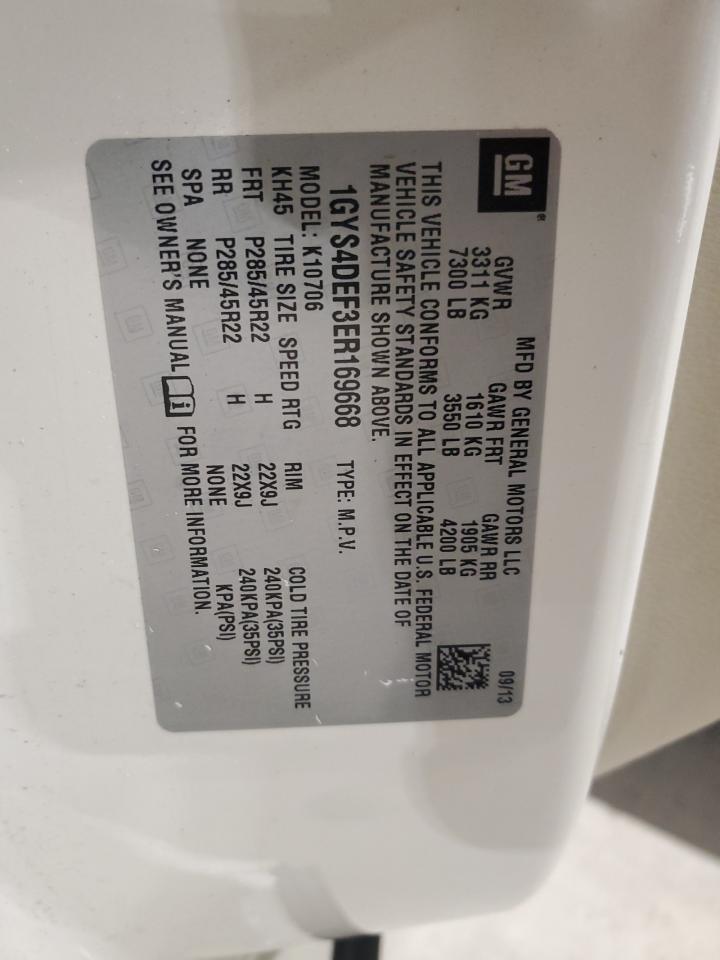 GM®
MFD BY GENERAL MOTORS LLC 09/13
GVWR GAWR FRT GAWR RR
3311 KG 1610 KG 1905 KG
7300 LB 3550 LB 4200 LB
THIS VEHICLE CONFORMS TO ALL APPLICABLE U.S. FEDERAL MOTOR
VEHICLE SAFETY STANDARDS IN EFFECT ON THE DATE OF
MANUFACTURE SHOWN ABOVE.
1GYS4DEF3ER169668 TYPE: M.P.V.
MODEL: K10706
KH45 TIRE SIZE SPEED RTG RIM COLD TIRE PRESSURE
FRT P285/45R22 H 22X9J 240KPA(35PSI)
RR P285/45R22 H 22X9J 240KPA(35PSI)
SPA NONE NONE KPA(PSI)
SEE OWNER'S MANUAL i FOR MORE INFORMATION.